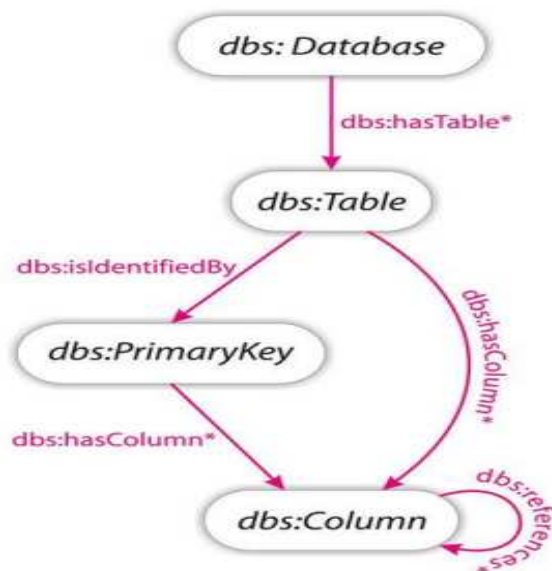 dbs: Database
dbs:hasTable*
dbs:Table
dbs:isIdentifiedBy
dbs:hasColumn*
dbs:PrimaryKey
dbs:hasColumn*
dbs:references*
dbs:Column